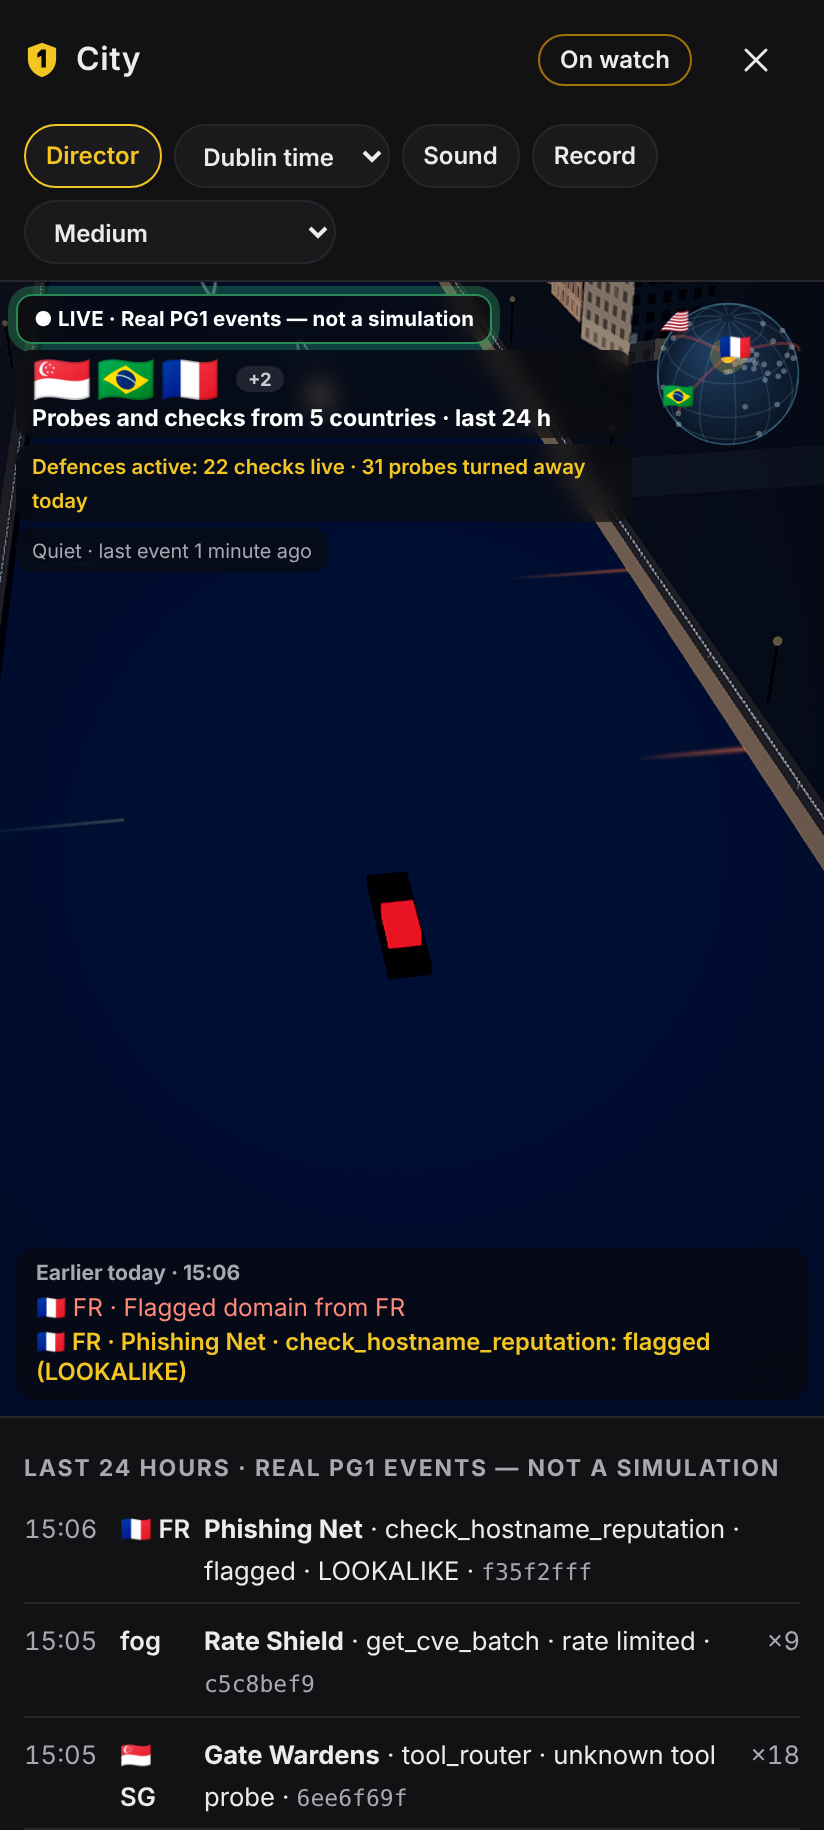 1 City
On watch
Director
Dublin time
Sound
Record
Medium
LIVE · Real PG1 events — not a simulation
+2
Probes and checks from 5 countries · last 24 h
Defences active: 22 checks live · 31 probes turned away
today
Quiet · last event 1 minute ago
Earlier today · 15:06
FR · Flagged domain from FR
FR · Phishing Net · check_hostname_reputation: flagged
(LOOKALIKE)
LAST 24 HOURS · REAL PG1 EVENTS — NOT A SIMULATION
15:06 FR Phishing Net · check_hostname_reputation ·
flagged · LOOKALIKE · f35f2fff
15:05 fog Rate Shield · get_cve_batch · rate limited · ×9
c5c8bef9
15:05 Gate Wardens · tool_router · unknown tool ×18
SG probe · 6ee6f69f